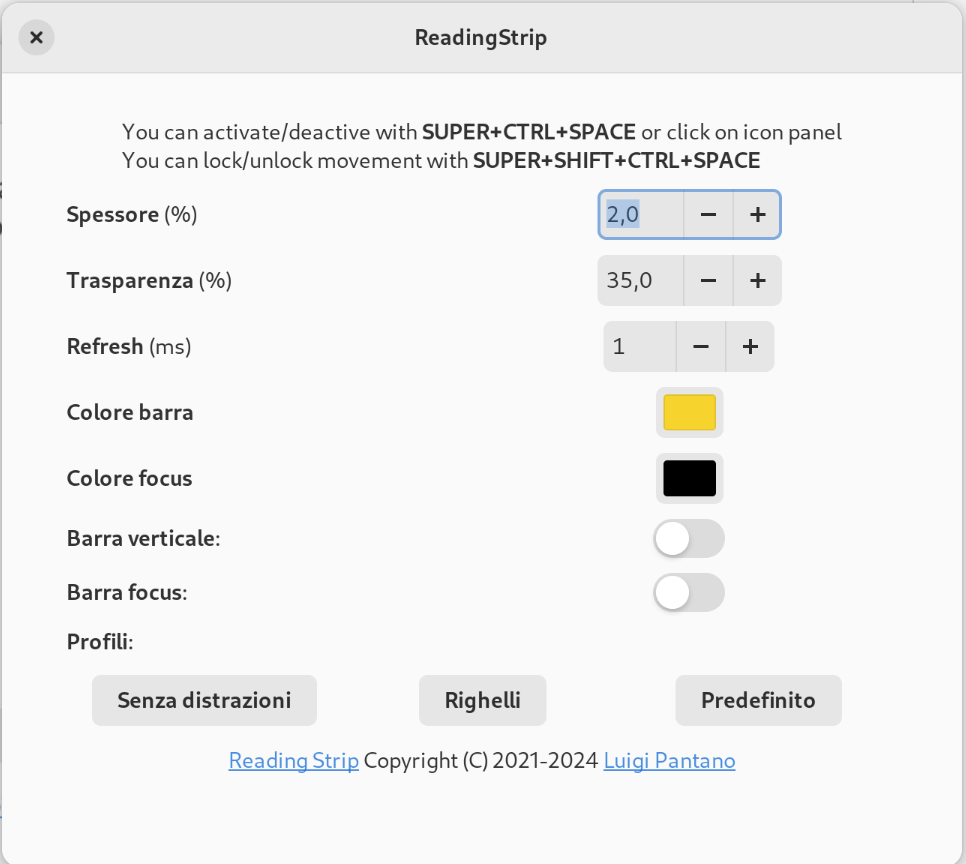 ReadingStrip
You can activate/deactive with SUPER+CTRL+SPACE or click on icon panel
You can lock/unlock movement with SUPER+SHIFT+CTRL+SPACE
Spessore (%) 2,0 − +
Trasparenza (%) 35,0 − +
Refresh (ms) 1 − +
Colore barra
Colore focus
Barra verticale:
Barra focus:
Profili:
Senza distrazioni Righelli Predefinito
Reading Strip Copyright (C) 2021-2024 Luigi Pantano